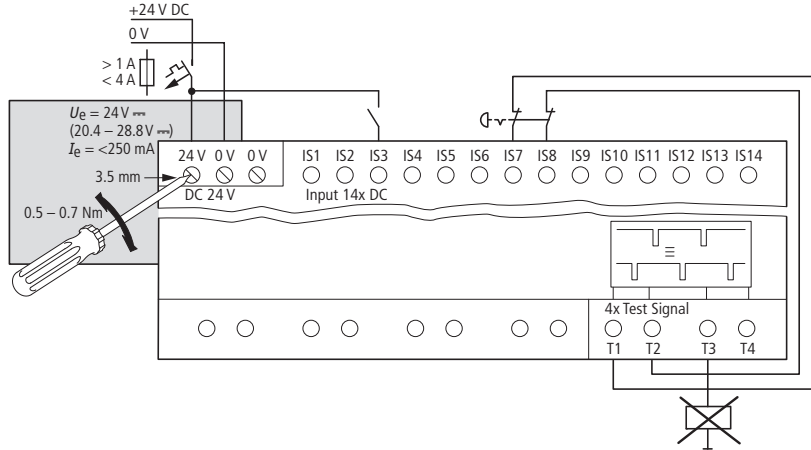 +24 V DC
0 V
> 1 A
< 4 A
Ue = 24 V ⎓
(20.4 – 28.8 V ⎓)
Ie = <250 mA
3.5 mm
0.5 – 0.7 Nm
24 V 0 V 0 V IS1 IS2 IS3 IS4 IS5 IS6 IS7 IS8 IS9 IS10 IS11 IS12 IS13 IS14
DC 24 V Input 14x DC
4x Test Signal
T1 T2 T3 T4